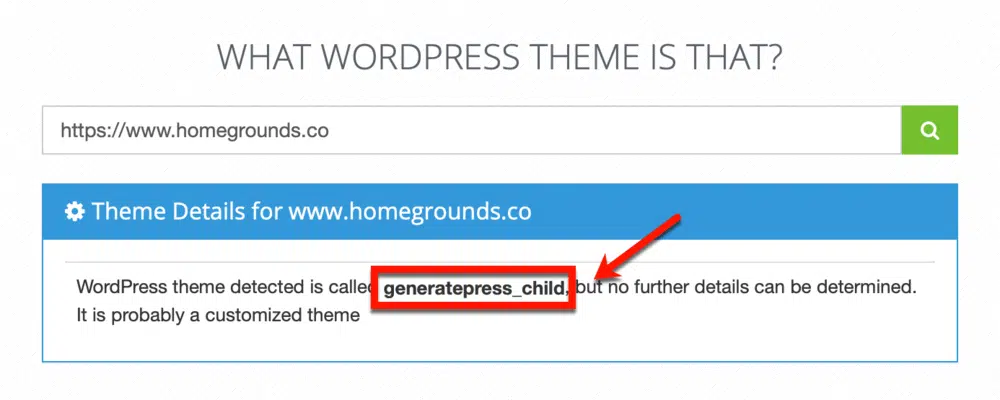 WHAT WORDPRESS THEME IS THAT?
https://www.homegrounds.co
Theme Details for www.homegrounds.co
WordPress theme detected is called generatepress_child, but no further details can be determined.
It is probably a customized theme